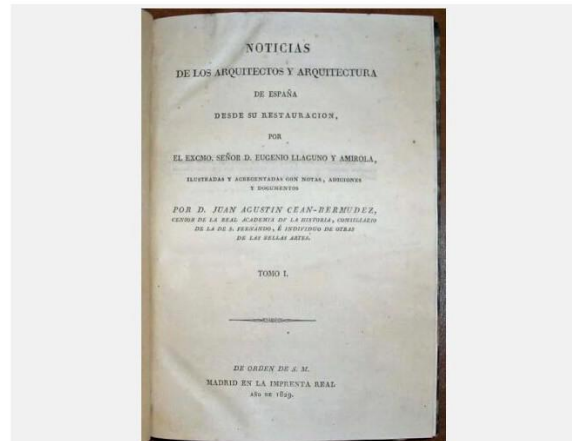 NOTICIAS
DE LOS ARQUITECTOS Y ARQUITECTURA
DE ESPAÑA
DESDE SU RESTAURACION,
POR
EL EXCMO. SEÑOR D. EUGENIO LLAGUNO Y AMIROLA,
ILUSTRADAS Y ACRECENTADAS CON NOTAS, ADICIONES
Y DOCUMENTOS
POR D. JUAN AGUSTIN CEAN-BERMUDEZ,
CENSOR DE LA REAL ACADEMIA DE LA HISTORIA, CONSILIARIO
DE LA DE S. FERNANDO, É INDIVIDUO DE OTRAS
DE LAS BELLAS ARTES.
TOMO I.
DE ORDEN DE S. M.
MADRID EN LA IMPRENTA REAL
AÑO DE 1829.